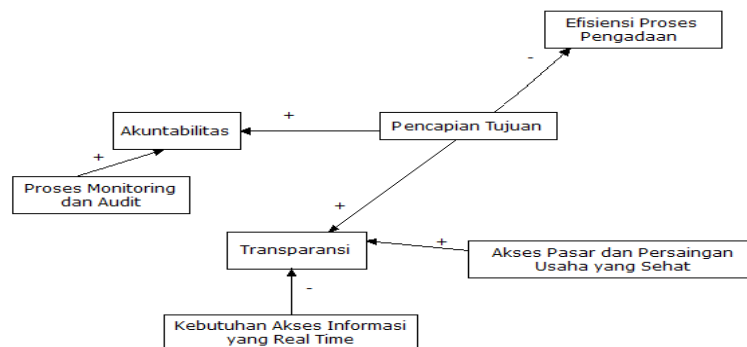 Efisiensi Proses
Pengadaan
-
+
Akuntabilitas
Pencapian Tujuan
+
Proses Monitoring
dan Audit
+
Transparansi
+
Akses Pasar dan Persaingan
Usaha yang Sehat
-
Kebutuhan Akses Informasi
yang Real Time